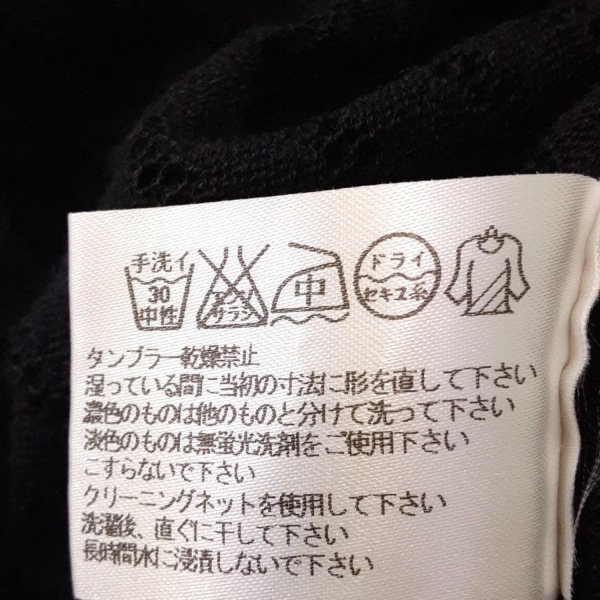 手洗イ
30
中性
エンソ
サラシ
中
ドライ
セキユ系
タンブラー乾燥禁止
湿っている間に当初の寸法に形を直して下さい
濃色のものは他のものと分けて洗って下さい
淡色のものは無蛍光洗剤をご使用下さい
こすらないで下さい
クリーニングネットを使用して下さい
洗濯後、直ぐに干して下さい
長時間水に浸漬しないで下さい